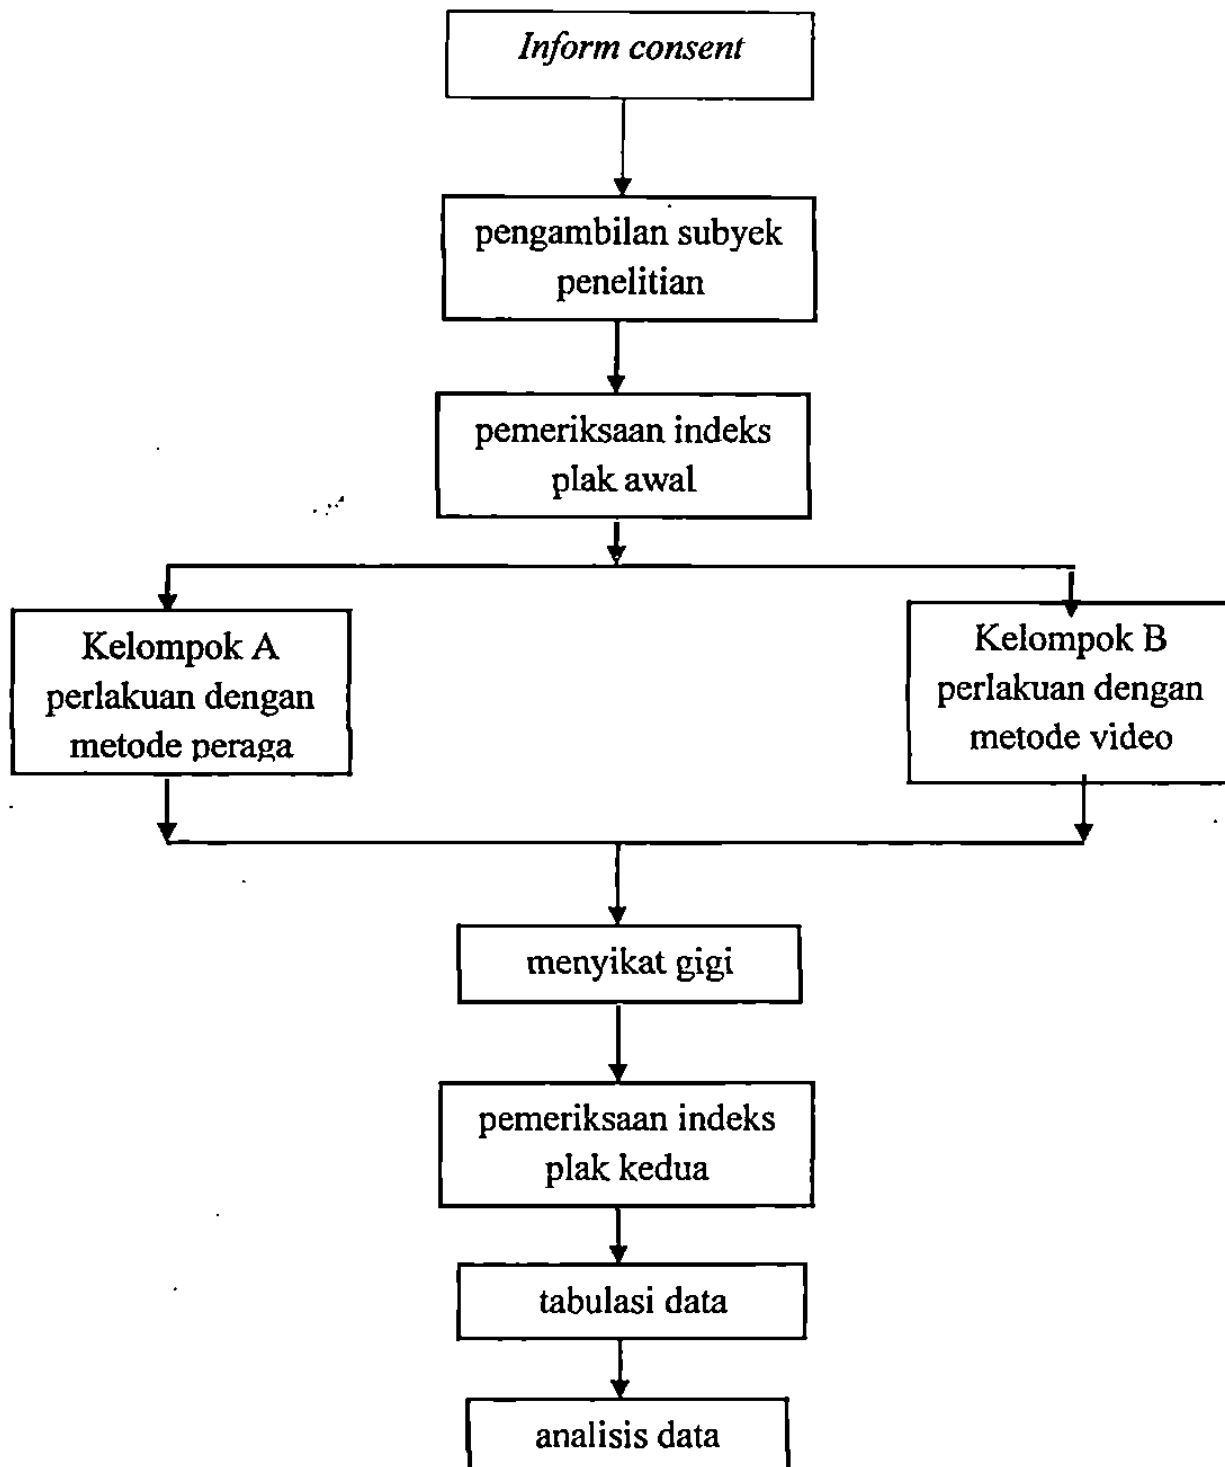 Inform consent
pengambilan subyek
penelitian
pemeriksaan indeks
plak awal
Kelompok A
perlakuan dengan
metode peraga
Kelompok B
perlakuan dengan
metode video
menyikat gigi
pemeriksaan indeks
plak kedua
tabulasi data
analisis data